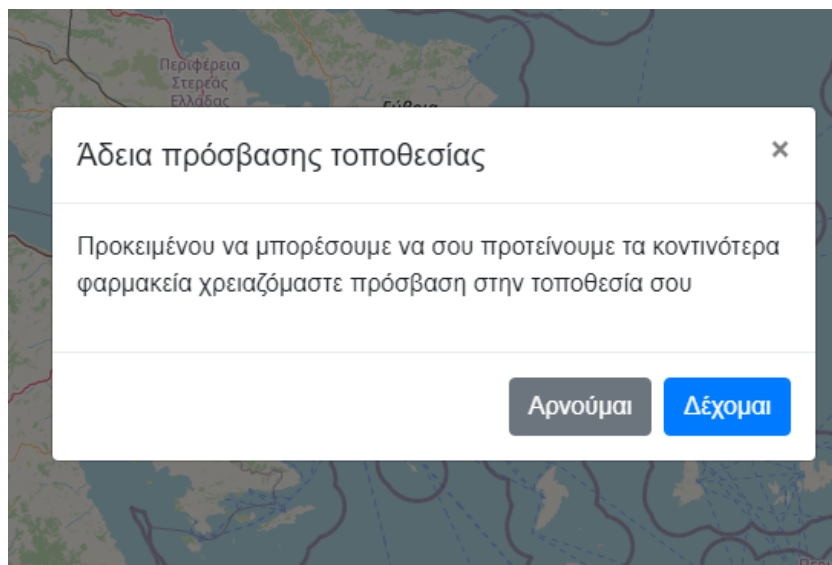 Περιφέρεια
Στερεάς
Ελλάδας
Εύβοια
Άδεια πρόσβασης τοποθεσίας
×
Προκειμένου να μπορέσουμε να σου προτείνουμε τα κοντινότερα
φαρμακεία χρειαζόμαστε πρόσβαση στην τοποθεσία σου
Αρνούμαι
Δέχομαι